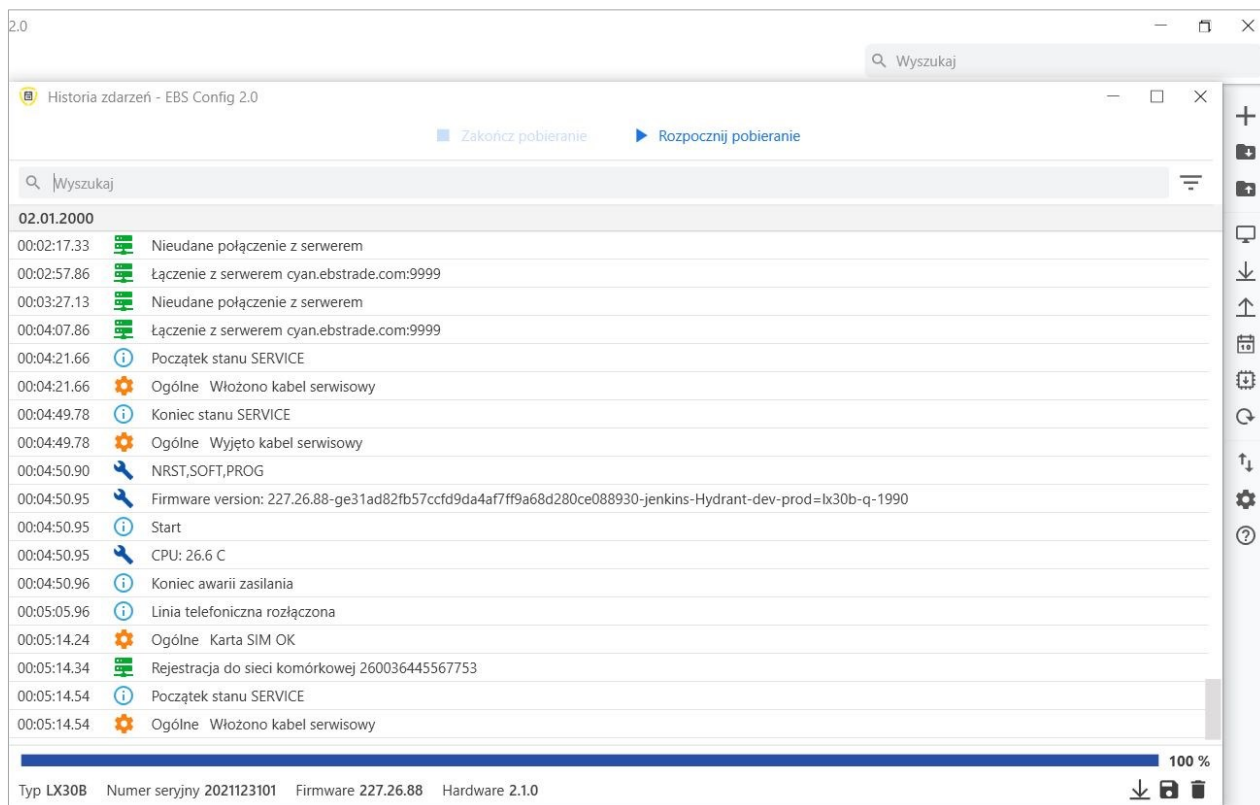 2.0
Wyszukaj
Historia zdarzeń - EBS Config 2.0
Zakończ pobieranie Rozpocznij pobieranie
Wyszukaj
02.01.2000
00:02:17.33 Nieudane połączenie z serwerem
00:02:57.86 Łączenie z serwerem cyan.ebstrade.com:9999
00:03:27.13 Nieudane połączenie z serwerem
00:04:07.86 Łączenie z serwerem cyan.ebstrade.com:9999
00:04:21.66 Początek stanu SERVICE
00:04:21.66 Ogólne Włożono kabel serwisowy
00:04:49.78 Koniec stanu SERVICE
00:04:49.78 Ogólne Wyjęto kabel serwisowy
00:04:50.90 NRST,SOFT,PROG
00:04:50.95 Firmware version: 227.26.88-ge31ad82fb57ccfd9da4af7ff9a68d280ce088930-jenkins-Hydrant-dev-prod=lx30b-q-1990
00:04:50.95 Start
00:04:50.95 CPU: 26.6 C
00:04:50.96 Koniec awarii zasilania
00:05:05.96 Linia telefoniczna rozłączona
00:05:14.24 Ogólne Karta SIM OK
00:05:14.34 Rejestracja do sieci komórkowej 260036445567753
00:05:14.54 Początek stanu SERVICE
00:05:14.54 Ogólne Włożono kabel serwisowy
100 %
Typ LX30B Numer seryjny 2021123101 Firmware 227.26.88 Hardware 2.1.0